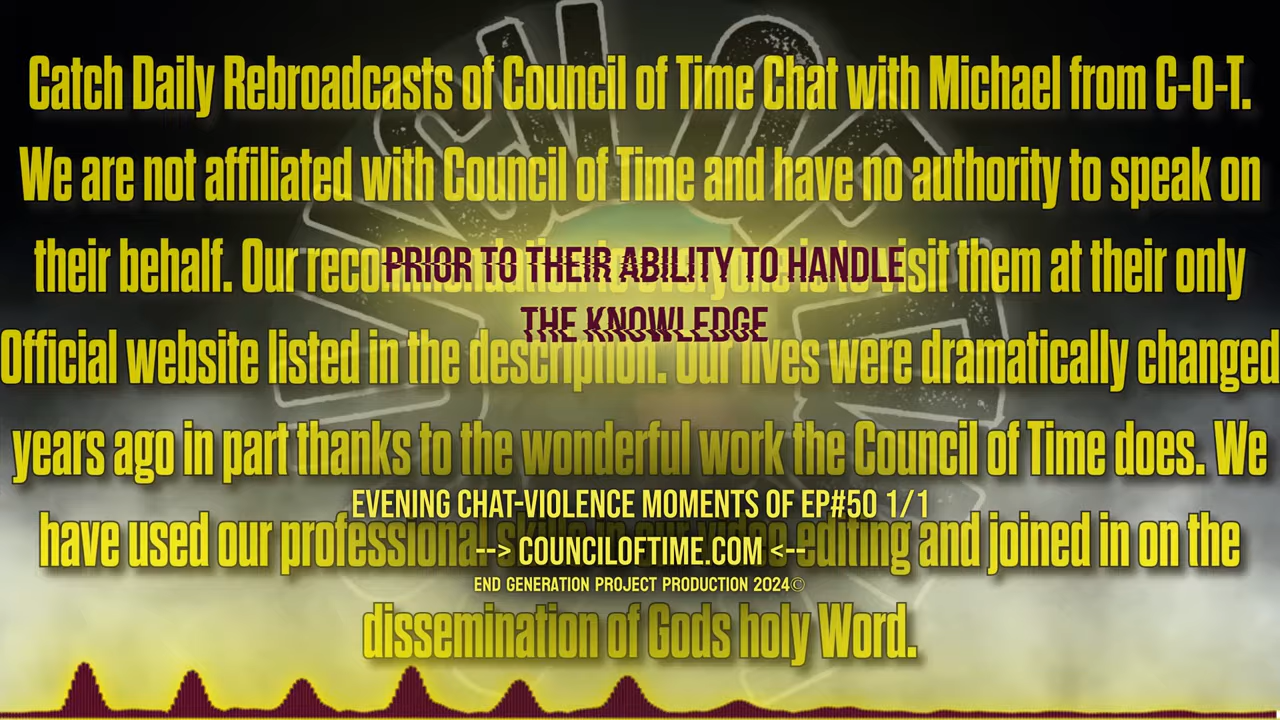 Catch Daily Rebroadcasts of Council of Time Chat with Michael from C-O-T.
We are not affiliated with Council of Time and have no authority to speak on
their behalf. Our
PRIOR TO THEIR ABILITY TO HANDLE
them at their only
THE KNOWLEDGE
Official website listed in the description. Our lives were dramatically changed
years ago in part thanks to the wonderful work the Council of Time does. We
EVENING CHAT-VIOLENCE MOMENTS OF EP#50 1/1
have used our professional skills in our video editing and joined in on the
--> COUNCILOFTIME.COM <--
END GENERATION PROJECT PRODUCTION 2024©
dissemination of Gods holy Word.